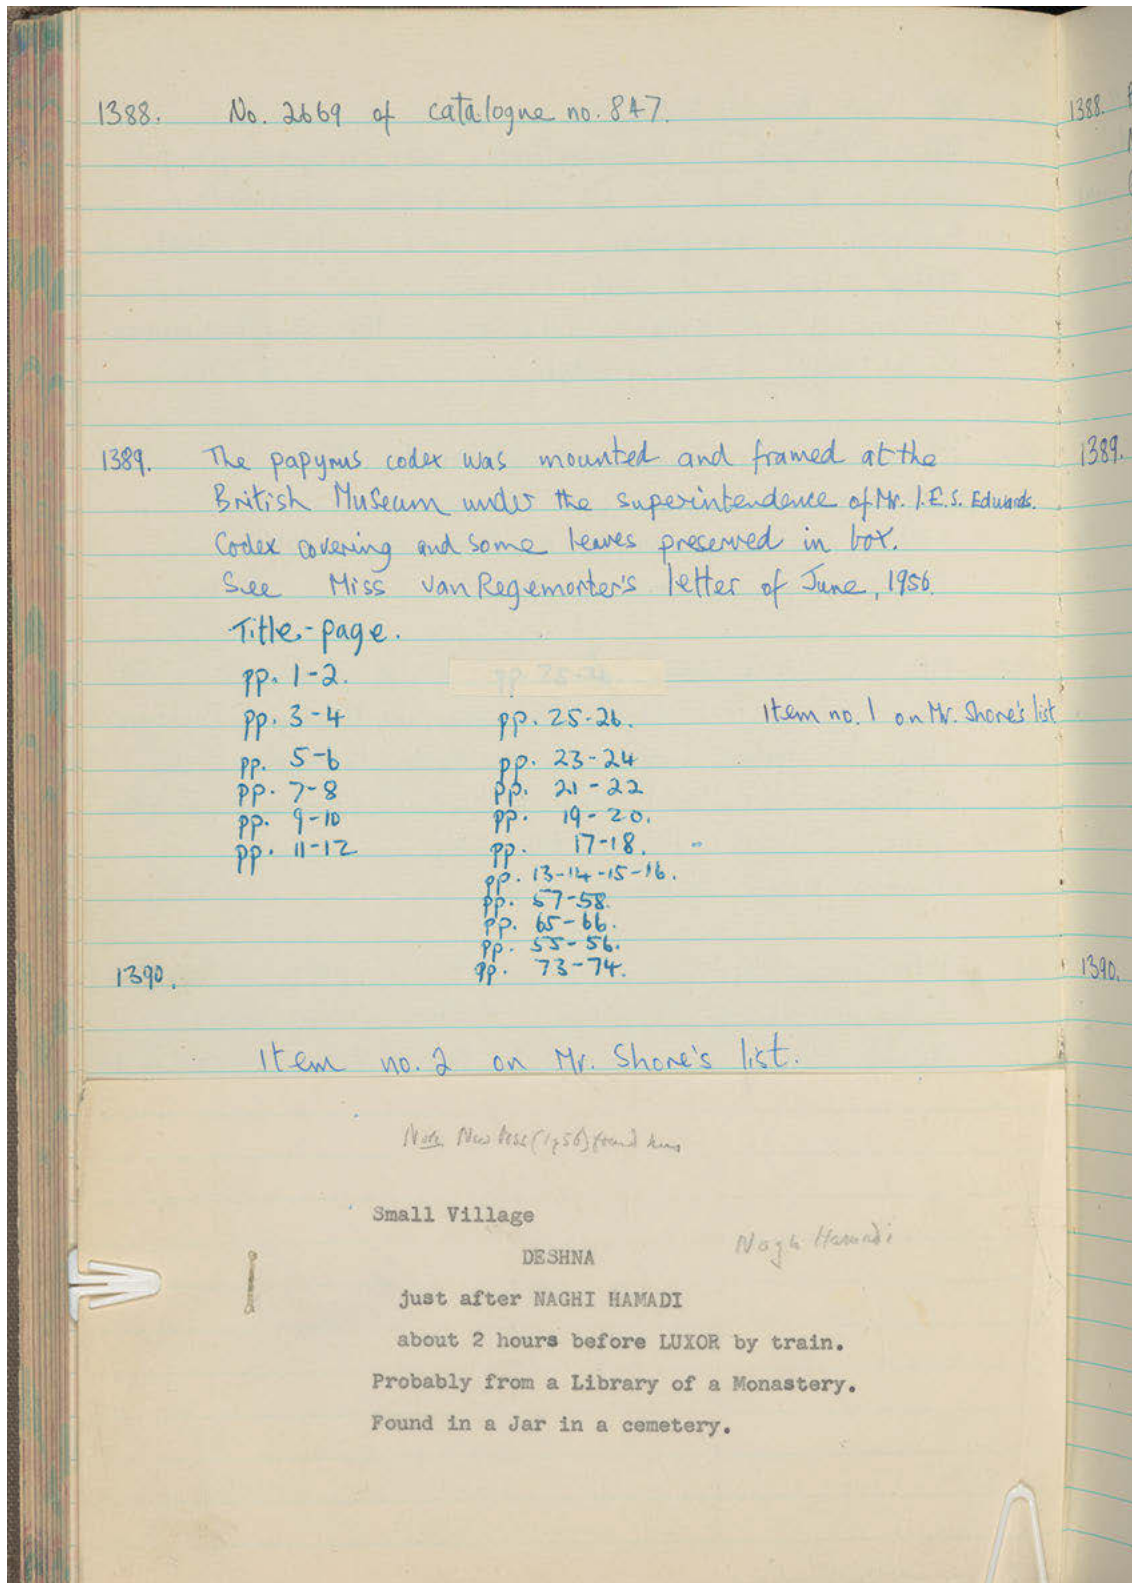 1388. No. 2669 of catalogue no. 847.
1388.
1389. The papyrus codex was mounted and framed at the
1389.
British Museum under the superintendence of Mr. I.E.S. Edwards.
Codex covering and some leaves preserved in box.
See Miss Van Regemorter's letter of June, 1956.
Title-page.
pp. 1-2.
pp. 3-4 pp. 25-26. Item no. 1 on Mr. Shore's list
pp. 5-6 pp. 23-24
pp. 7-8 pp. 21-22
pp. 9-10 pp. 19-20.
pp. 11-12 pp. 17-18.
pp. 13-14-15-16.
pp. 57-58.
pp. 65-66.
pp. 55-56.
1390. pp. 73-74.
1390.
Item no. 2 on Mr. Shore's list.
Note (1956) found
Small Village
DESHNA
Nagh Hamadi
just after NAGHI HAMADI
about 2 hours before LUXOR by train.
Probably from a Library of a Monastery.
Found in a Jar in a cemetery.